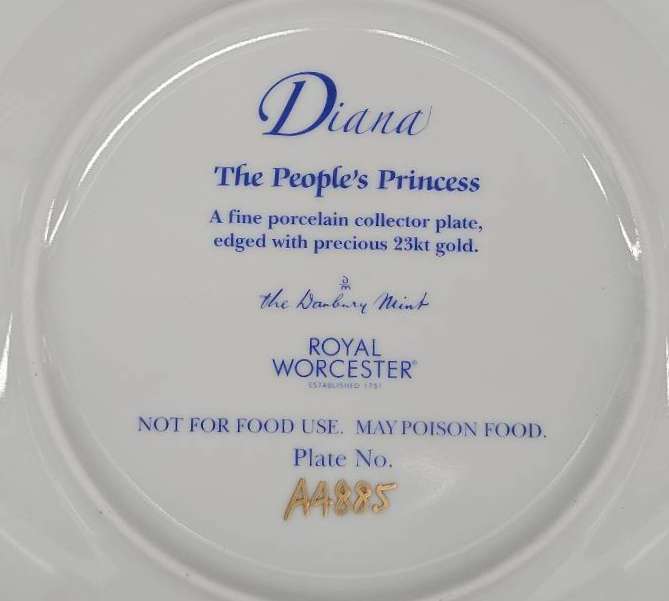 Diana
The People's Princess
A fine porcelain collector plate,
edged with precious 23kt gold.
the Danbury Mint
ROYAL
WORCESTER®
ESTABLISHED 1751
NOT FOR FOOD USE. MAY POISON FOOD.
Plate No.
AA885